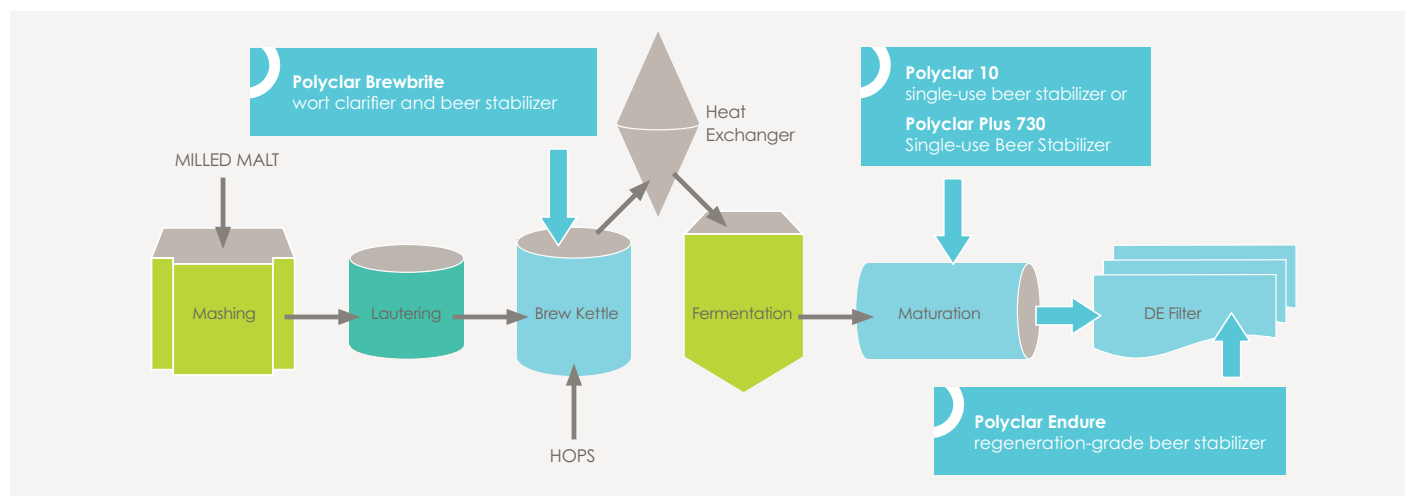 Polyclar Brewbrite
wort clarifier and beer stabilizer
Heat
Exchanger
Polyclar 10
single-use beer stabilizer or
Polyclar Plus 730
Single-use Beer Stabilizer
MILLED MALT
Mashing
Lautering
Brew Kettle
Fermentation
Maturation
DE Filter
HOPS
Polyclar Endure
regeneration-grade beer stabilizer